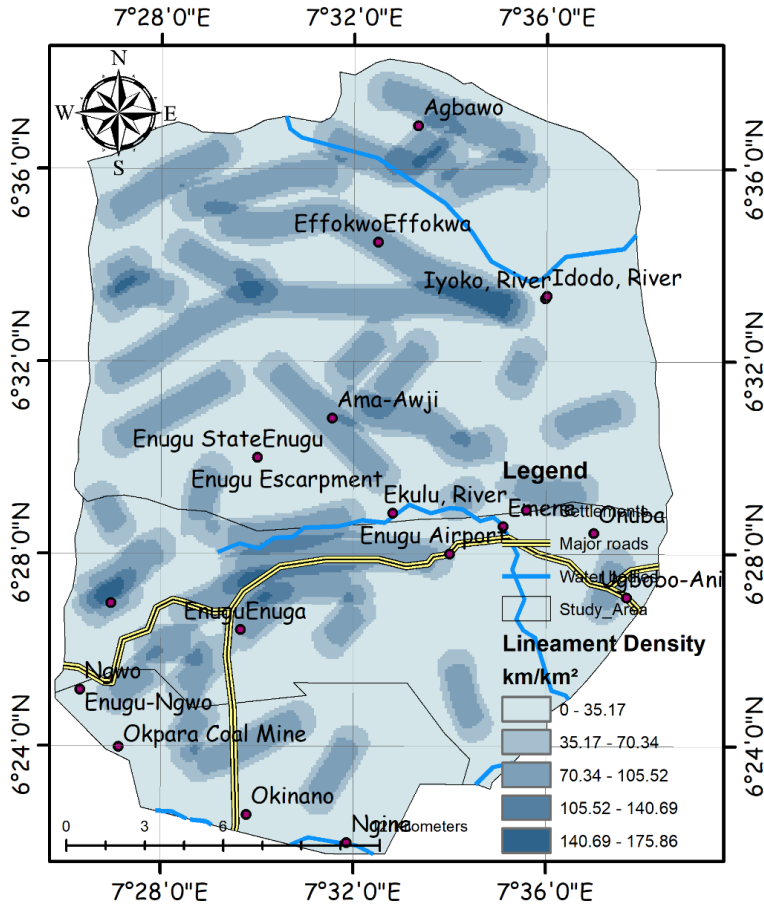 7°28'0"E 7°32'0"E 7°36'0"E
N
W E
S
6°36'0"N 6°36'0"N
6°32'0"N 6°32'0"N
6°28'0"N 6°28'0"N
6°24'0"N 6°24'0"N
Agbawo
EffokwoEffokwa
Iyoko, River Idodo, River
Ama-Awji
Enugu StateEnugu
Enugu Escarpment
Ekulu, River
Emene
Onuba
Enugu Airport
Ugbobo-Ani
EnuguEnuga
Ngwo
Enugu-Ngwo
Okpara Coal Mine
Okinano
Legend
Settlements
Major roads
Water bodies
Study_Area
Lineament Density
km/km²
0 - 35.17
35.17 - 70.34
70.34 - 105.52
105.52 - 140.69
140.69 - 175.86
0 3 6 12 Kilometers
7°28'0"E 7°32'0"E 7°36'0"E